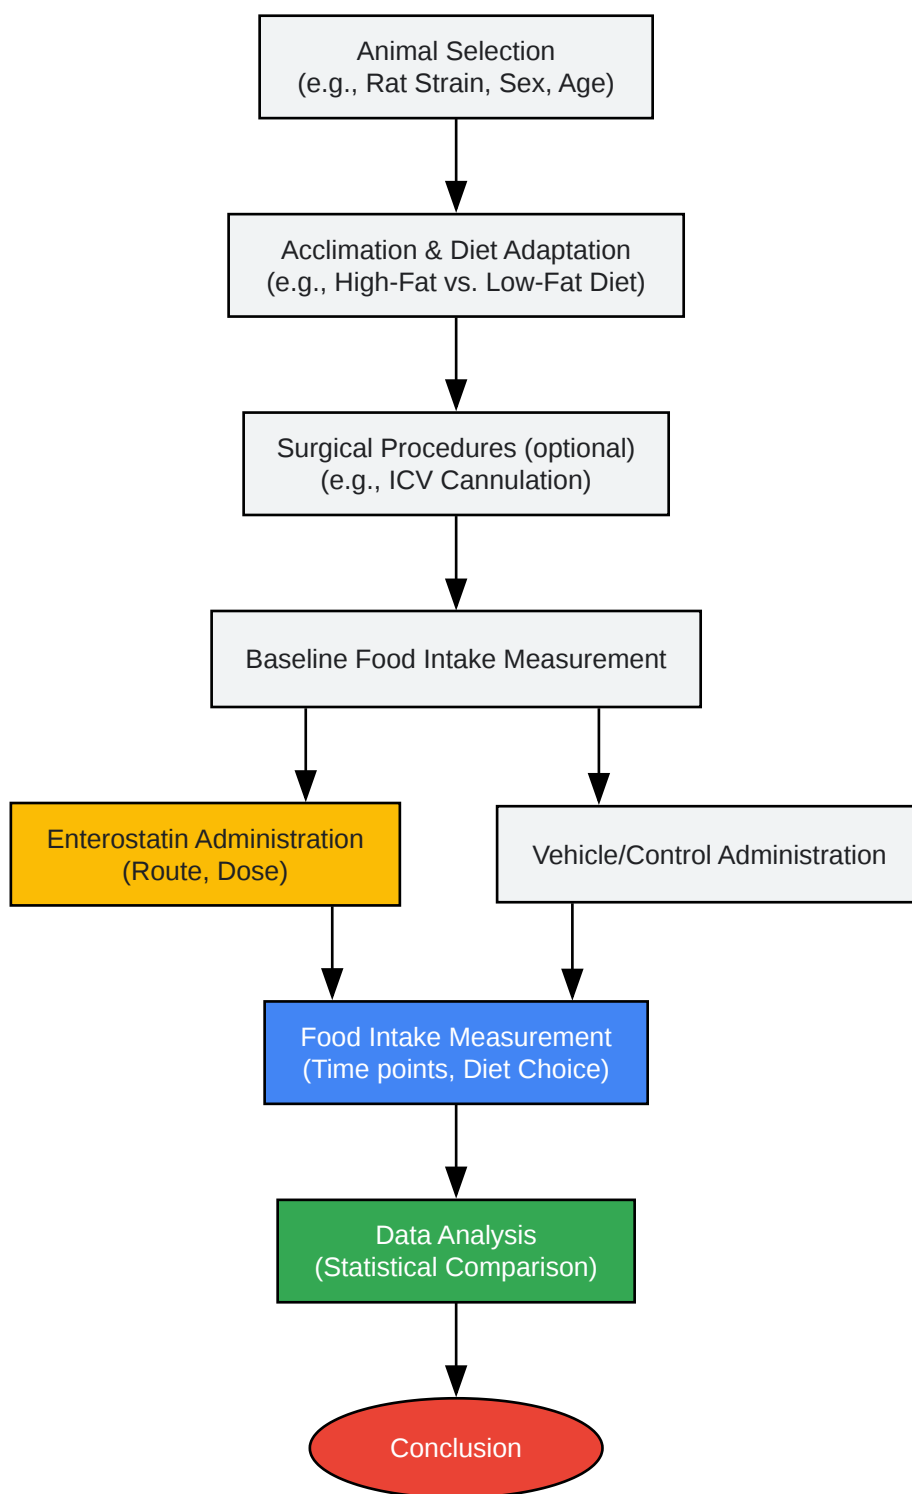 Animal Selection
(e.g., Rat Strain, Sex, Age)
Acclimation & Diet Adaptation
(e.g., High-Fat vs. Low-Fat Diet)
Surgical Procedures (optional)
(e.g., ICV Cannulation)
Baseline Food Intake Measurement
Enterostatin Administration
(Route, Dose)
Vehicle/Control Administration
Food Intake Measurement
(Time points, Diet Choice)
Data Analysis
(Statistical Comparison)
Conclusion